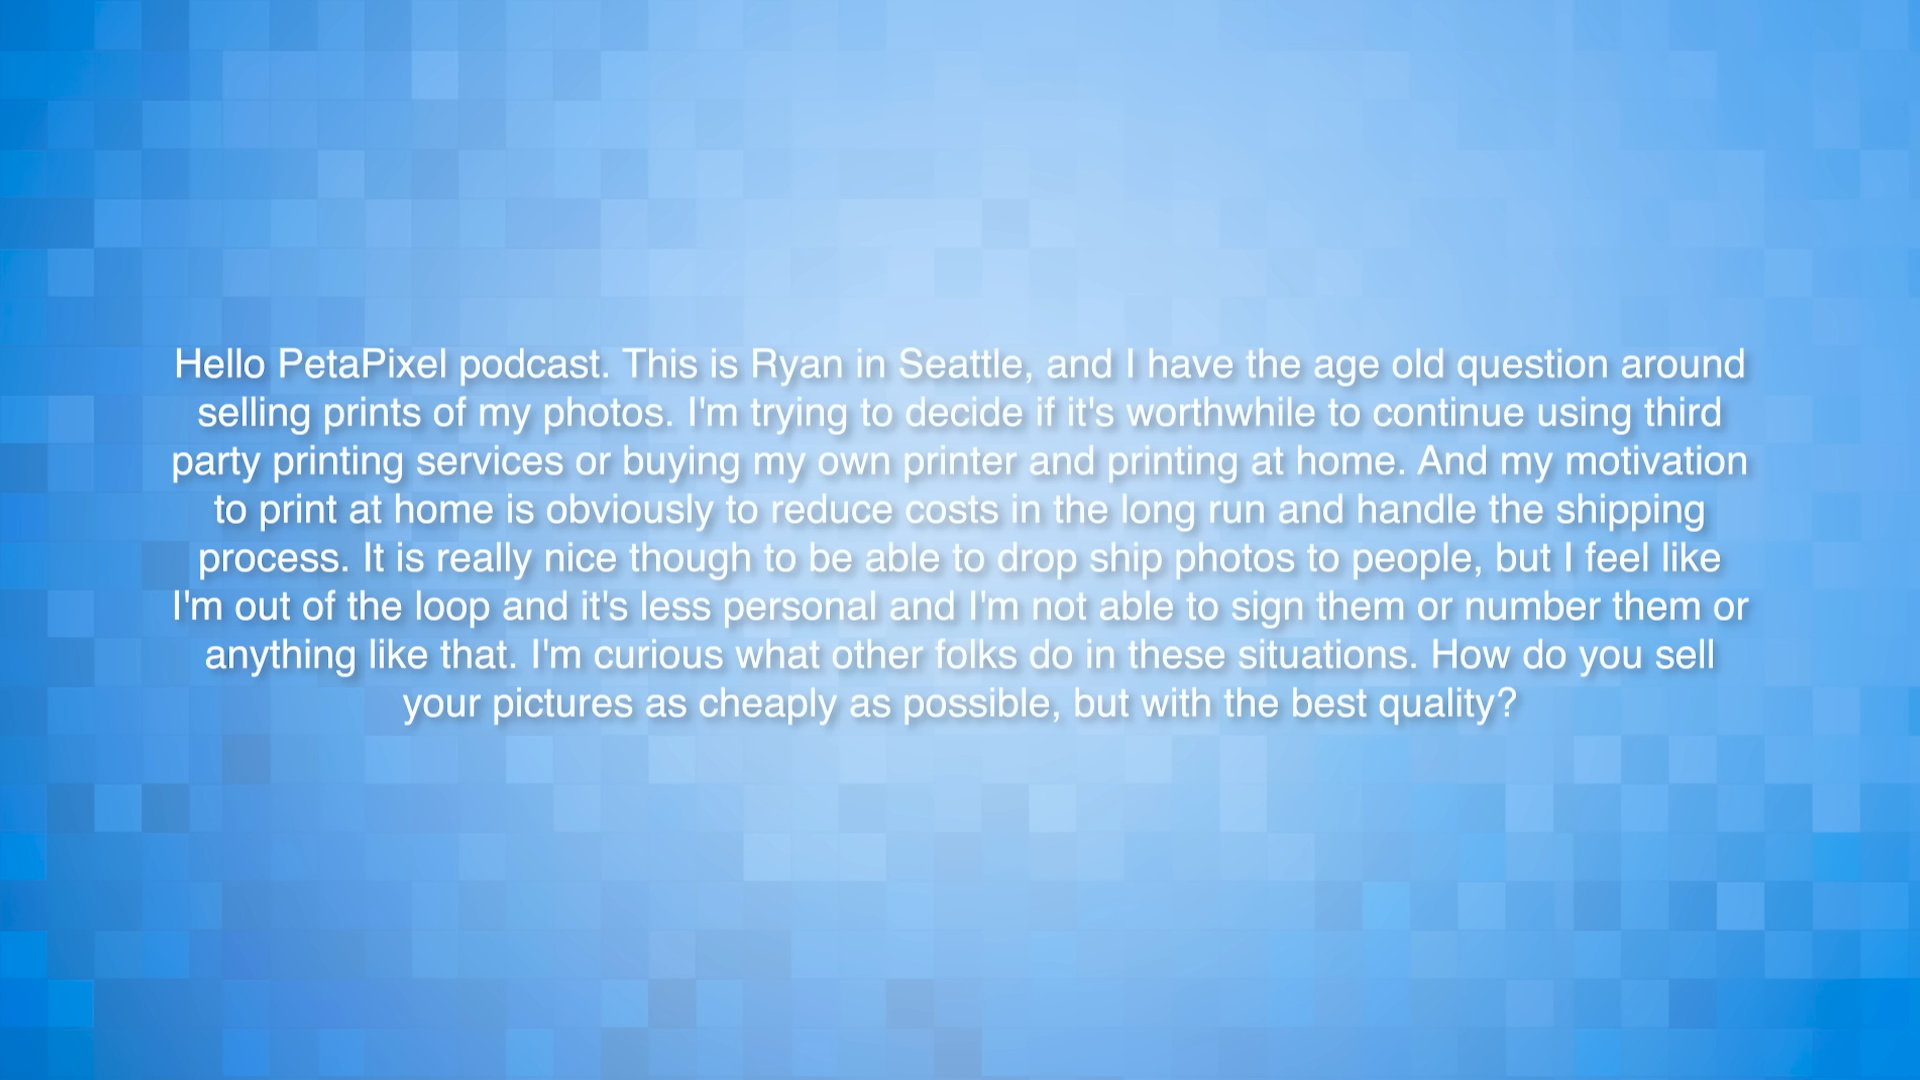 Hello PetaPixel podcast. This is Ryan in Seattle, and I have the age old question around
selling prints of my photos. I'm trying to decide if it's worthwhile to continue using third
party printing services or buying my own printer and printing at home. And my motivation
to print at home is obviously to reduce costs in the long run and handle the shipping
process. It is really nice though to be able to drop ship photos to people, but I feel like
I'm out of the loop and it's less personal and I'm not able to sign them or number them or
anything like that. I'm curious what other folks do in these situations. How do you sell
your pictures as cheaply as possible, but with the best quality?